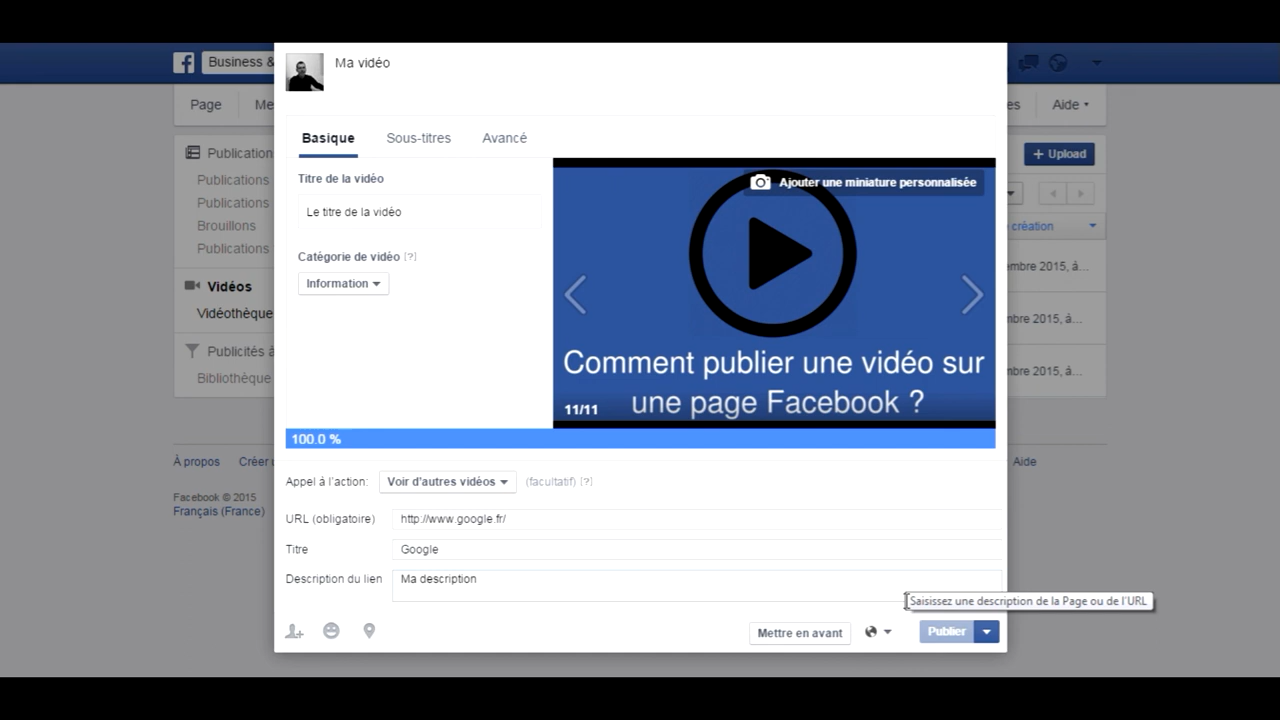 Business &
Ma vidéo
Page
Me
es
Aide
Basique
Sous-titres
Avancé
Publication
Publications
Publications
Brouillons
Publications
+ Upload
création
Titre de la vidéo
Le titre de la vidéo
Catégorie de vidéo [?]
Information
Ajouter une miniature personnalisée
Comment publier une vidéo sur
une page Facebook ?
11/11
Vidéos
Vidéothèque
Publicités à
Bibliothèque
embre 2015, à...
mbre 2015, à...
mbre 2015, à...
100.0 %
À propos
Créer
Aide
Facebook © 2015
Français (France)
Appel à l'action:
Voir d'autres vidéos
(facultatif) [?]
URL (obligatoire)
http://www.google.fr/
Titre
Google
Description du lien
Ma description
Saisissez une description de la Page ou de l'URL
Mettre en avant
Publier